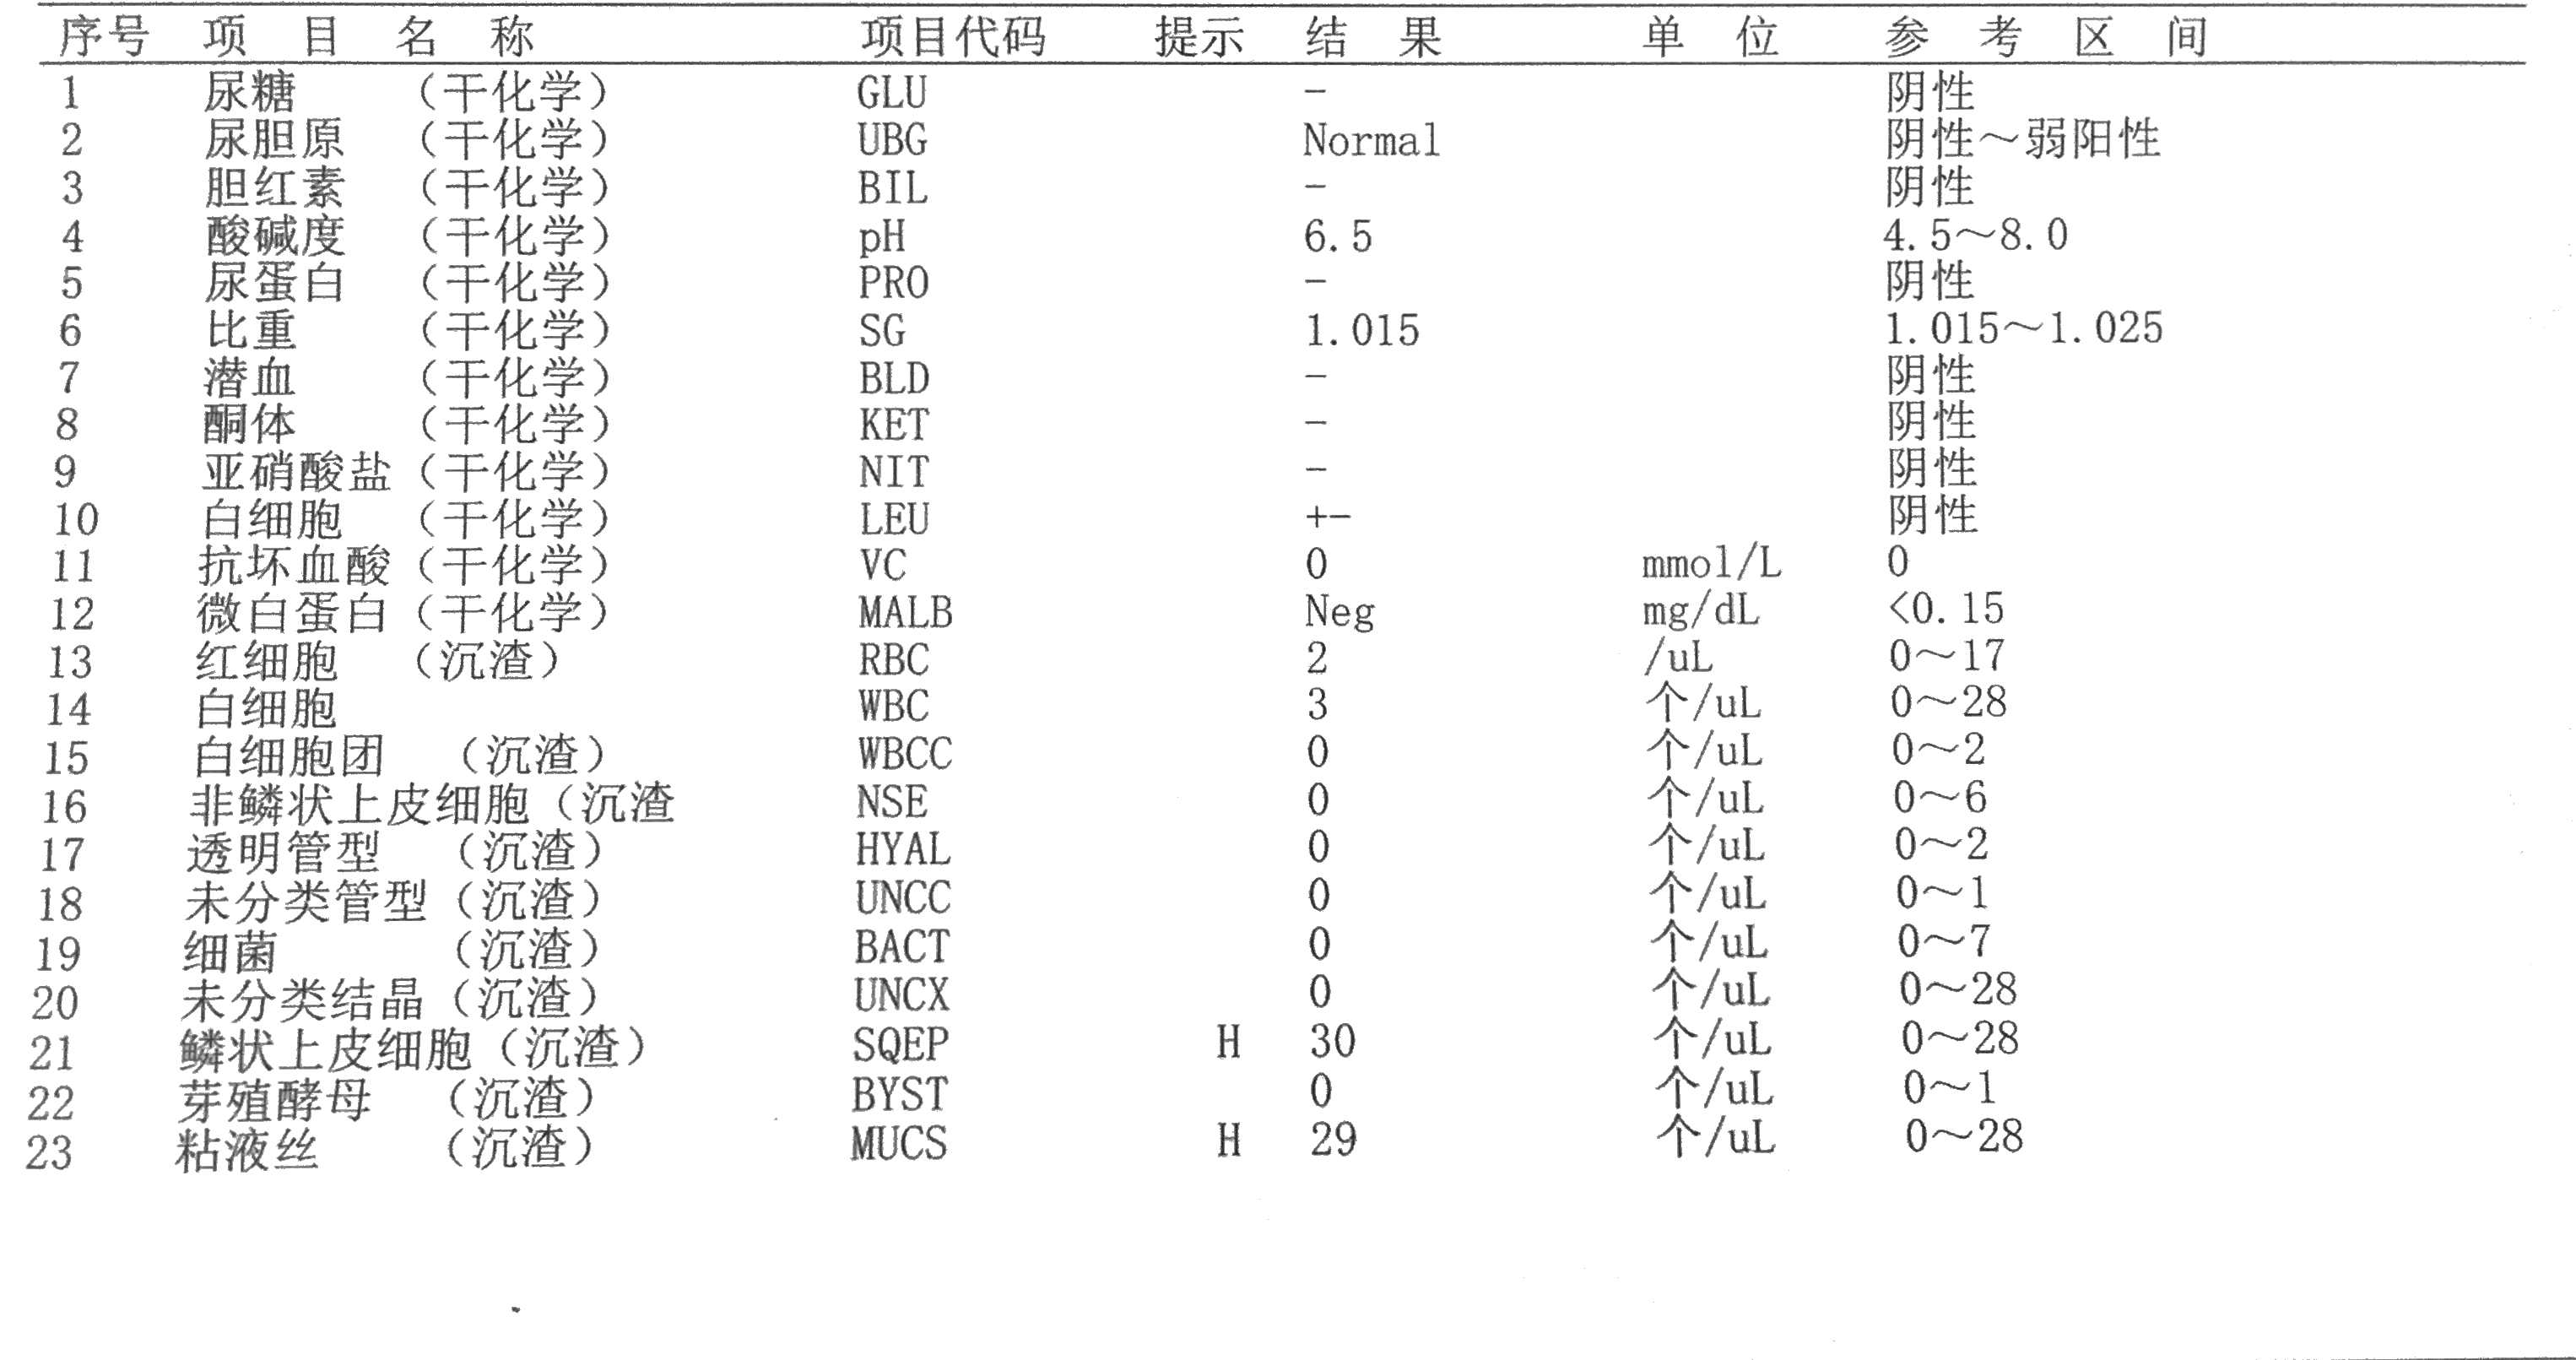 序号 项 目 名 称 项目代码 提示 结 果 单 位 参 考 区 间
1 尿糖 （干化学） GLU - 阴性
2 尿胆原 （干化学） UBG Normal 阴性～弱阳性
3 胆红素 （干化学） BIL - 阴性
4 酸碱度 （干化学） pH 6.5 4.5～8.0
5 尿蛋白 （干化学） PRO - 阴性
6 比重 （干化学） SG 1.015 1.015～1.025
7 潜血 （干化学） BLD - 阴性
8 酮体 （干化学） KET - 阴性
9 亚硝酸盐（干化学） NIT - 阴性
10 白细胞 （干化学） LEU +- 阴性
11 抗坏血酸（干化学） VC 0 mmol/L 0
12 微白蛋白（干化学） MALB Neg mg/dL <0.15
13 红细胞 （沉渣） RBC 2 /uL 0～17
14 白细胞 WBC 3 个/uL 0～28
15 白细胞团 （沉渣） WBCC 0 个/uL 0～2
16 非鳞状上皮细胞（沉渣 NSE 0 个/uL 0～6
17 透明管型 （沉渣） HYAL 0 个/uL 0～2
18 未分类管型（沉渣） UNCC 0 个/uL 0～1
19 细菌 （沉渣） BACT 0 个/uL 0～7
20 未分类结晶（沉渣） UNCX 0 个/uL 0～28
21 鳞状上皮细胞（沉渣） SQEP H 30 个/uL 0～28
22 芽殖酵母 （沉渣） BYST 0 个/uL 0～1
23 粘液丝 （沉渣） MUCS H 29 个/uL 0～28